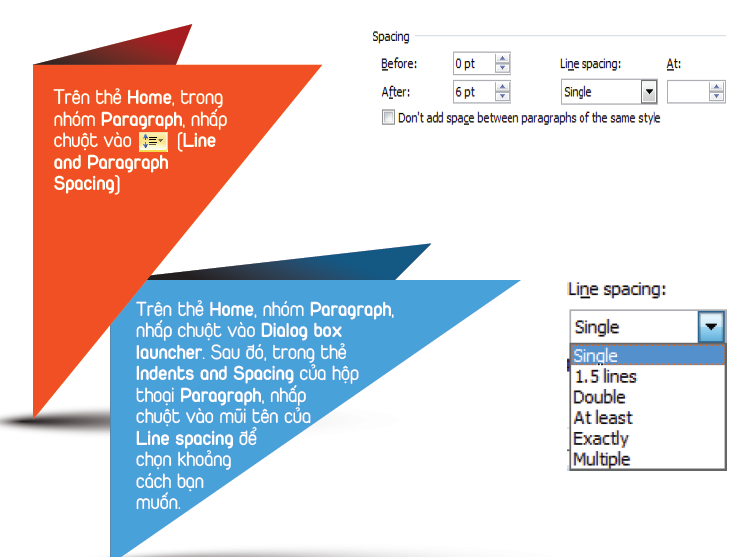 Trên thẻ Home, trong
nhóm Paragraph, nhấp
chuột vào (Line
and Paragraph
Spacing)
Spacing
Before: 0 pt Line spacing: At:
After: 6 pt Single
Don't add space between paragraphs of the same style
Trên thẻ Home, nhóm Paragraph,
nhấp chuột vào Dialog box
launcher. Sau đó, trong thẻ
Indents and Spacing của hộp
thoại Paragraph, nhấp
chuột vào mũi tên của
Line spacing để
chọn khoảng
cách bạn
muốn.
Line spacing:
Single
Single
1.5 lines
Double
At least
Exactly
Multiple